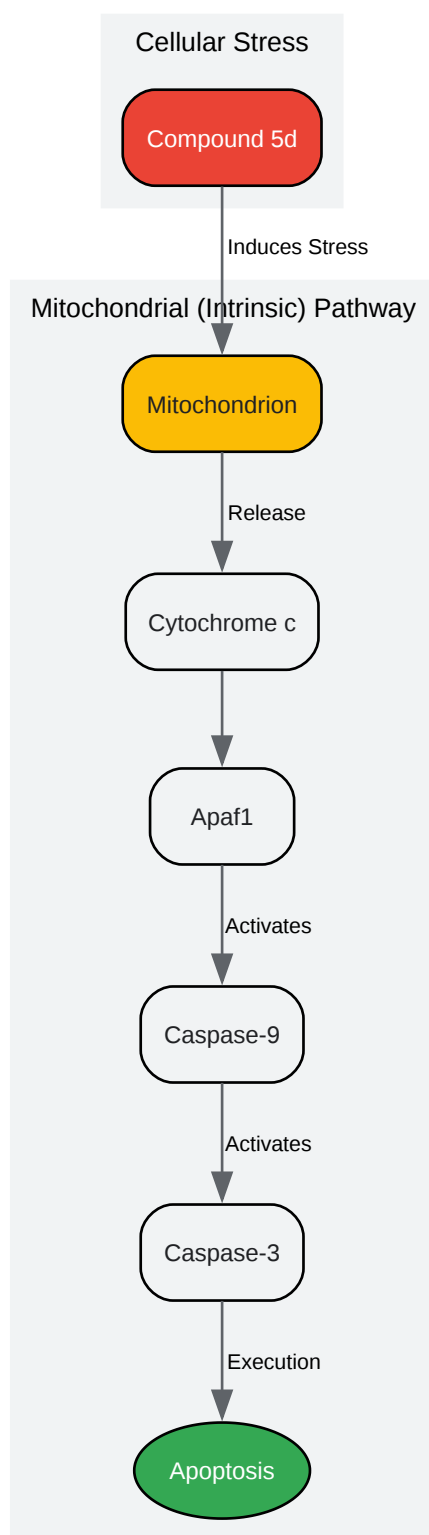 Cellular Stress
Compound 5d
Induces Stress
Mitochondrial (Intrinsic) Pathway
Mitochondrion
Release
Cytochrome c
Apaf1
Activates
Caspase-9
Activates
Caspase-3
Execution
Apoptosis